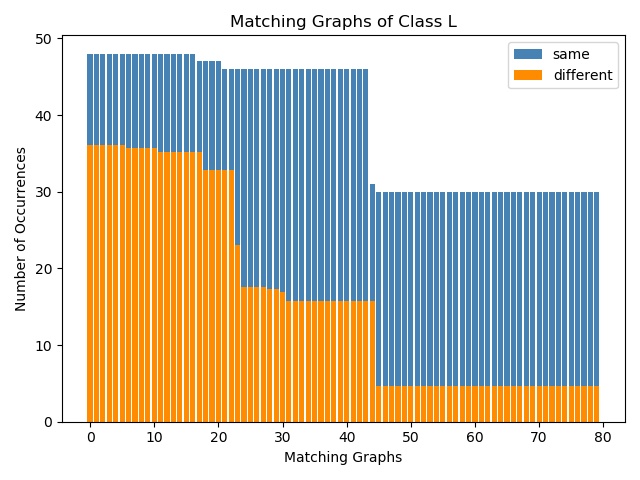 Matching Graphs of Class L
same
different
Number of Occurrences
50
40
30
20
10
0
0 10 20 30 40 50 60 70 80
Matching Graphs